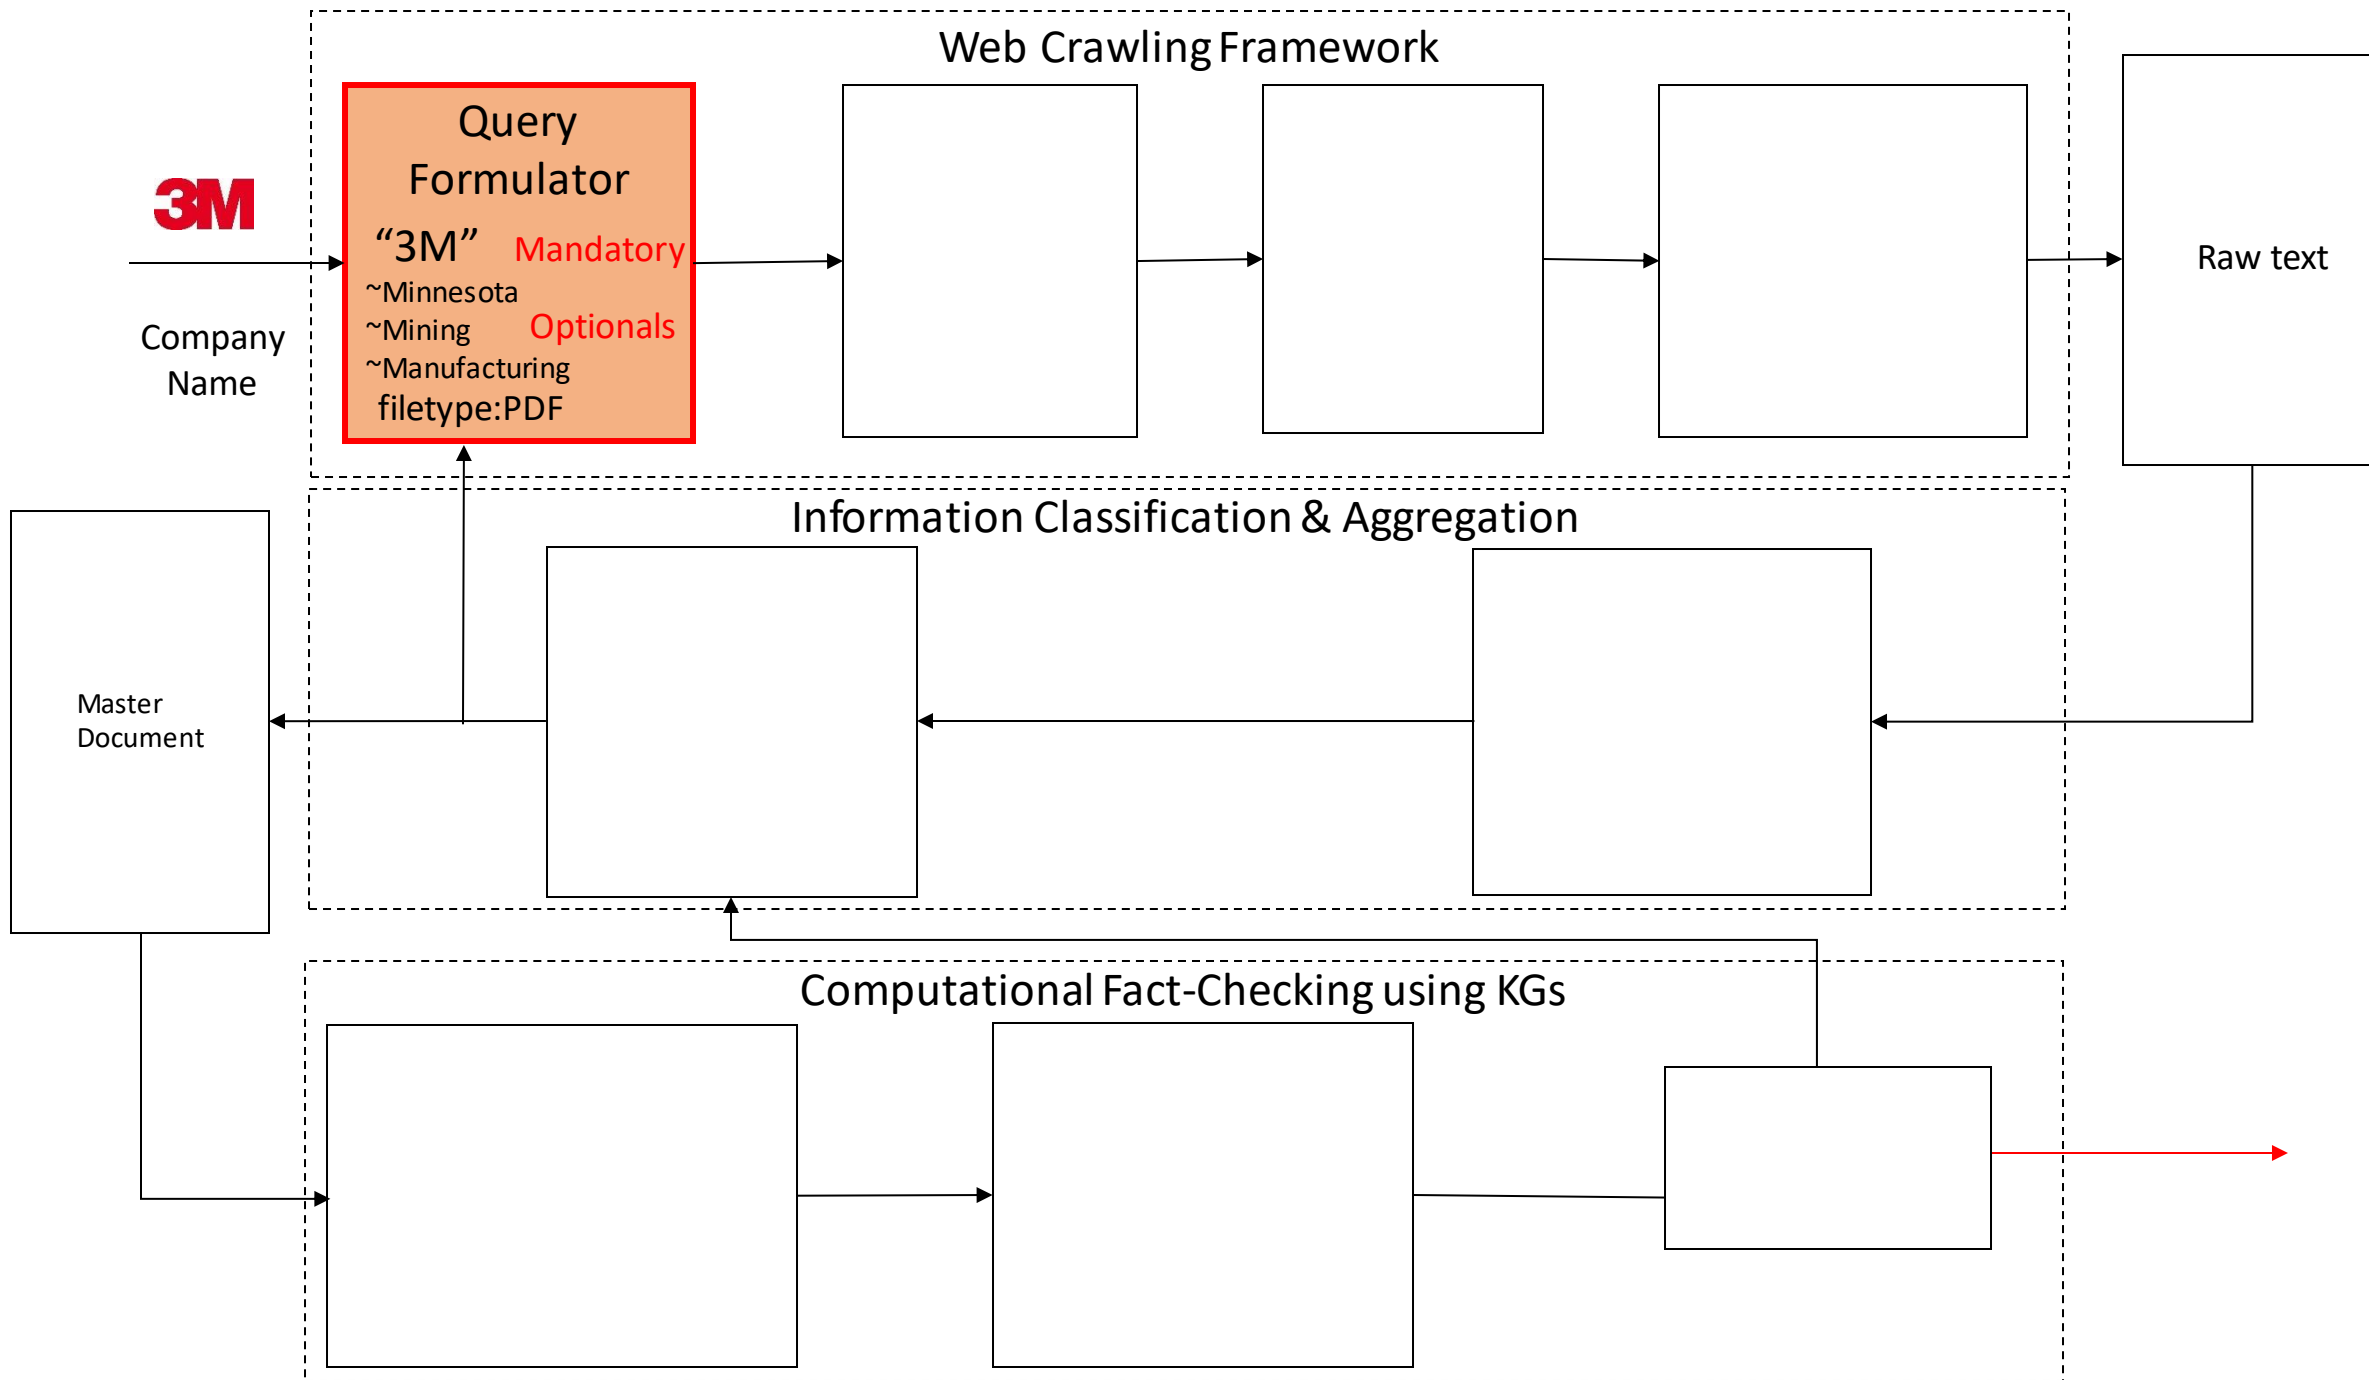 Web Crawling Framework
Query
Formulator
3M
"3M" Mandatory
~Minnesota
~Mining Optionals
~Manufacturing
filetype:PDF
Company
Name
Raw text
Information Classification & Aggregation
Master
Document
Computational Fact-Checking using KGs